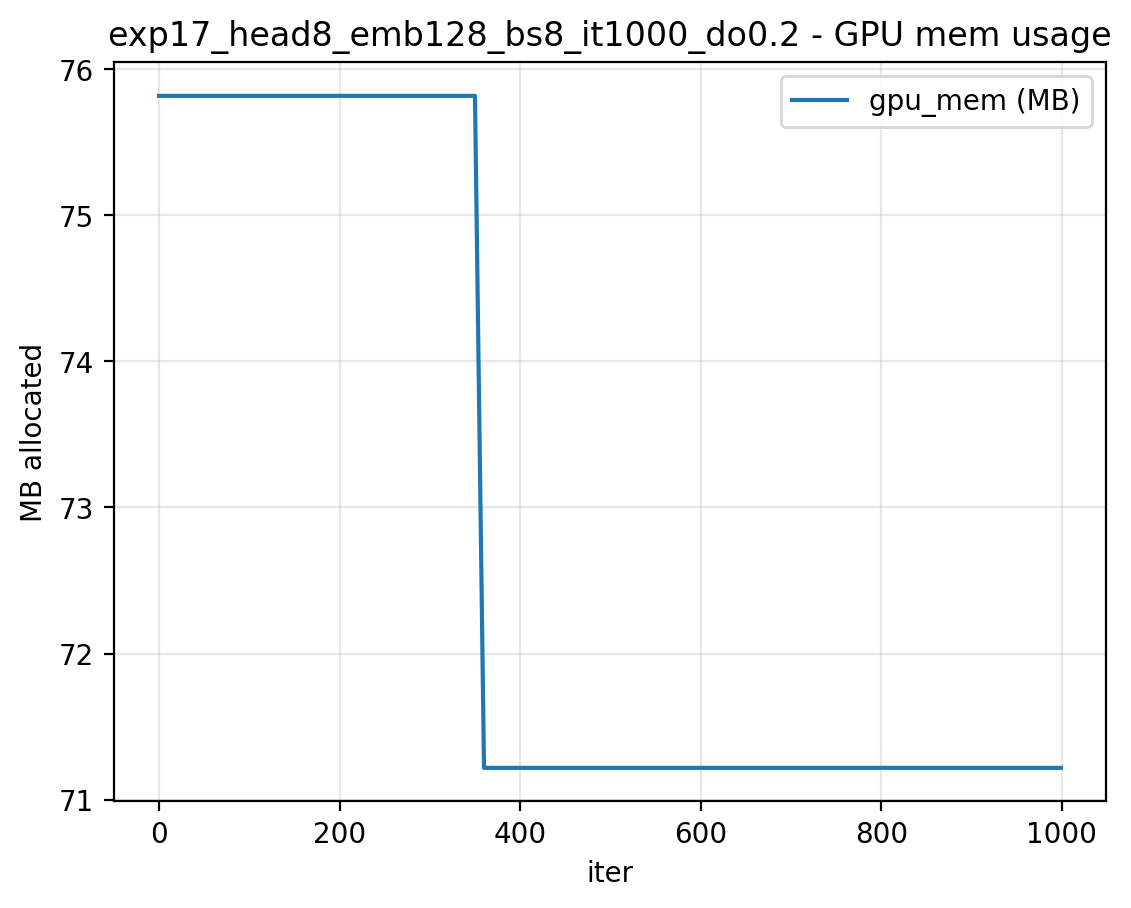 exp17_head8_emb128_bs8_it1000_do0.2 - GPU mem usage
gpu_mem (MB)
MB allocated
76
75
74
73
72
71
0 200 400 600 800 1000
iter